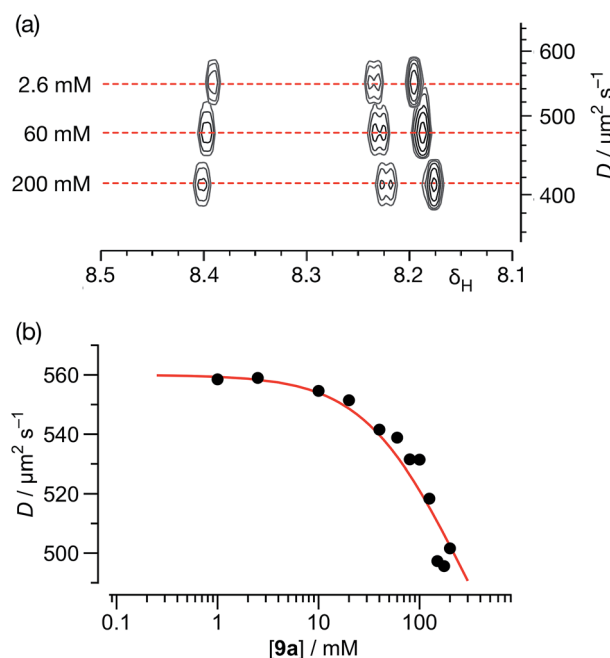 (a)
2.6 mM
60 mM
200 mM
600
500
400
D / µm² s⁻¹
8.5 8.4 8.3 8.2 δH 8.1
(b)
560
540
520
500
D / µm² s⁻¹
0.1 1 10 100
[9a] / mM